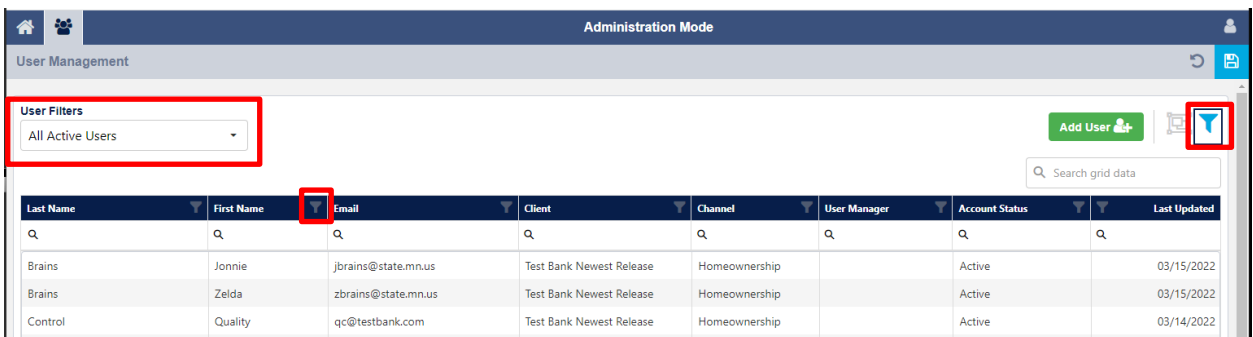 Administration Mode
User Management
User Filters
All Active Users
Add User
Search grid data
Last Name First Name Email Client Channel User Manager Account Status Last Updated
Brains Jonnie jbrains@state.mn.us Test Bank Newest Release Homeownership Active 03/15/2022
Brains Zelda zbrains@state.mn.us Test Bank Newest Release Homeownership Active 03/15/2022
Control Quality qc@testbank.com Test Bank Newest Release Homeownership Active 03/14/2022